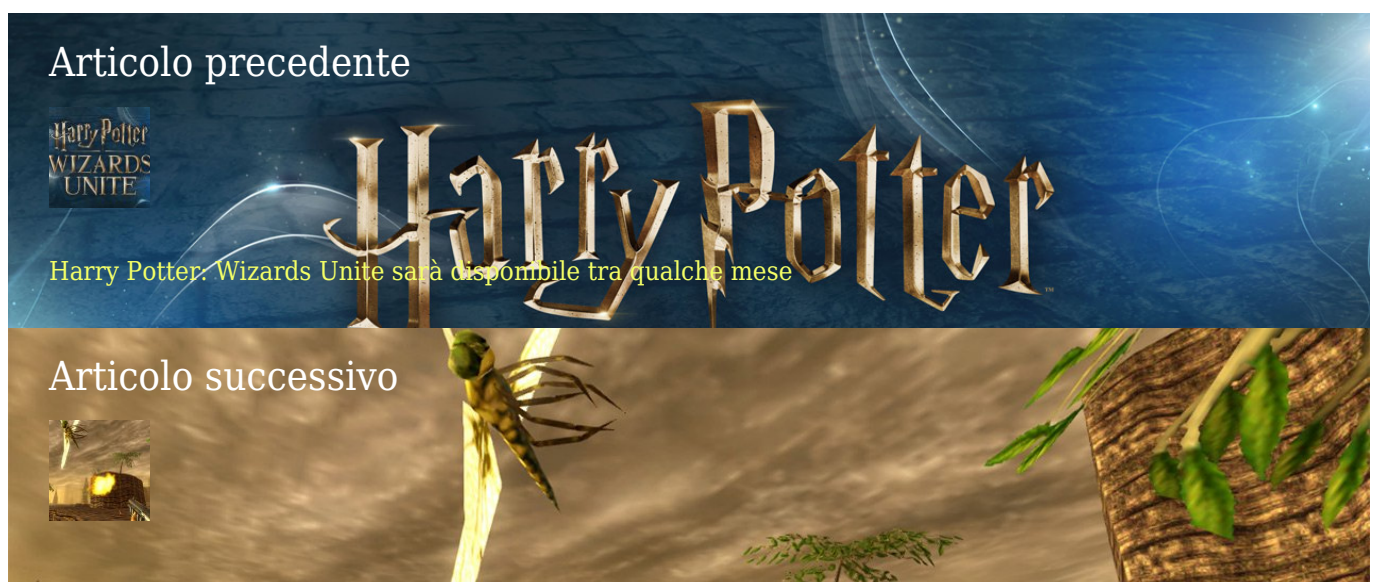 Articolo precedente
Harry Potter
WIZARDS
UNITE
Harry Potter
™
Harry Potter: Wizards Unite sarà disponibile tra qualche mese
Articolo successivo